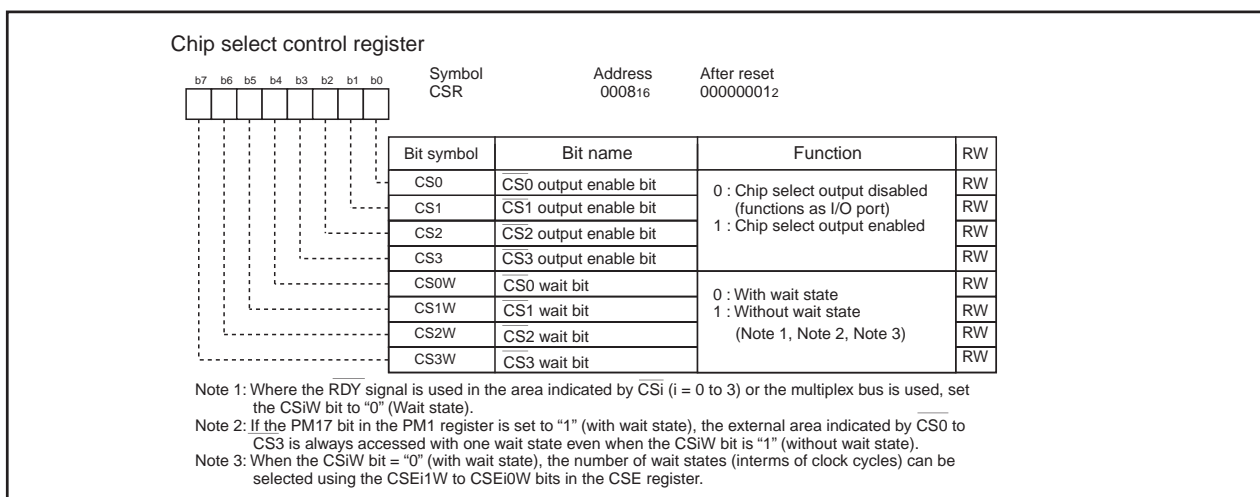 Chip select control register
b7 b6 b5 b4 b3 b2 b1 b0
Symbol Address After reset
CSR 000816 000000012
Bit symbol Bit name Function RW
CS0 CS0 output enable bit RW
CS1 CS1 output enable bit RW
CS2 CS2 output enable bit RW
CS3 CS3 output enable bit RW
0 : Chip select output disabled
(functions as I/O port)
1 : Chip select output enabled
CS0W CS0 wait bit RW
CS1W CS1 wait bit RW
CS2W CS2 wait bit RW
CS3W CS3 wait bit RW
0 : With wait state
1 : Without wait state
(Note 1, Note 2, Note 3)
Note 1: Where the RDY signal is used in the area indicated by CSi (i = 0 to 3) or the multiplex bus is used, set
the CSiW bit to “0” (Wait state).
Note 2: If the PM17 bit in the PM1 register is set to “1” (with wait state), the external area indicated by CS0 to
CS3 is always accessed with one wait state even when the CSiW bit is “1” (without wait state).
Note 3: When the CSiW bit = “0” (with wait state), the number of wait states (interms of clock cycles) can be
selected using the CSEi1W to CSEi0W bits in the CSE register.